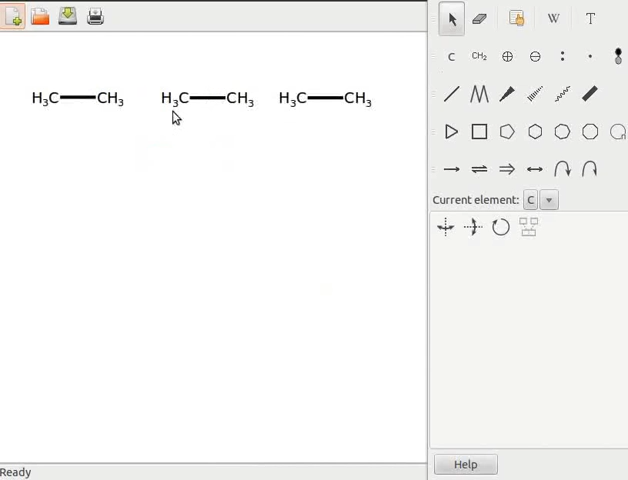 W T
C CH₂
H₃C CH₃ H₃C CH₃ H₃C CH₃
Current element: C
Help
Ready